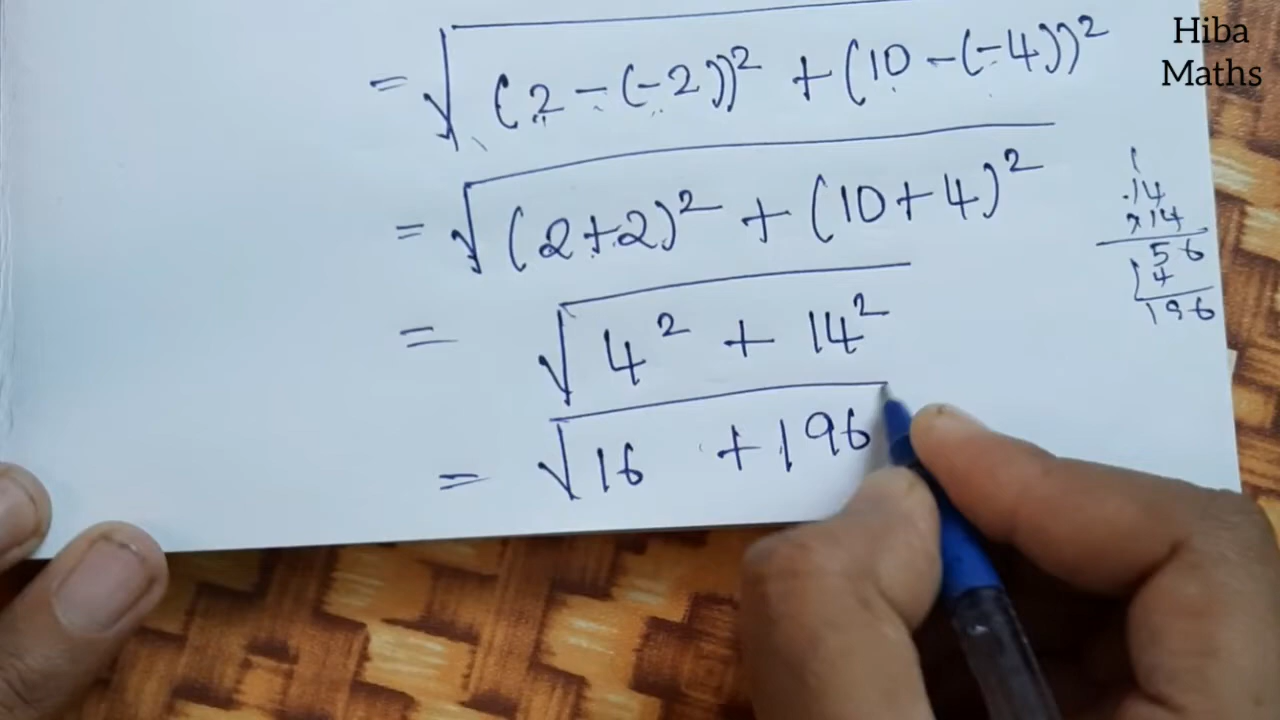 Hiba
Maths
= √(2-(-2))² + (10-(-4))²
= √(2+2)² + (10+4)²
= √4² + 14²
= √16 + 196
1
14
×14
56
14
196